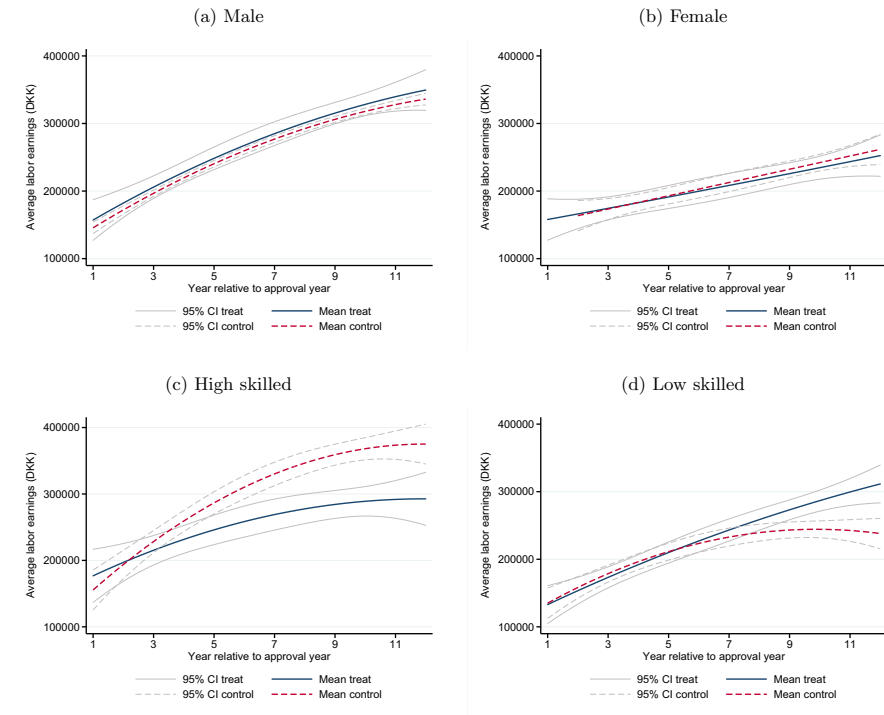 (a) Male
Average labor earnings (DKK)
400000
300000
200000
100000
1 3 5 7 9 11
Year relative to approval year
95% CI treat Mean treat
95% CI control Mean control
(b) Female
Average labor earnings (DKK)
400000
300000
200000
100000
1 3 5 7 9 11
Year relative to approval year
95% CI treat Mean treat
95% CI control Mean control
(c) High skilled
Average labor earnings (DKK)
400000
300000
200000
100000
1 3 5 7 9 11
Year relative to approval year
95% CI treat Mean treat
95% CI control Mean control
(d) Low skilled
Average labor earnings (DKK)
400000
300000
200000
100000
1 3 5 7 9 11
Year relative to approval year
95% CI treat Mean treat
95% CI control Mean control